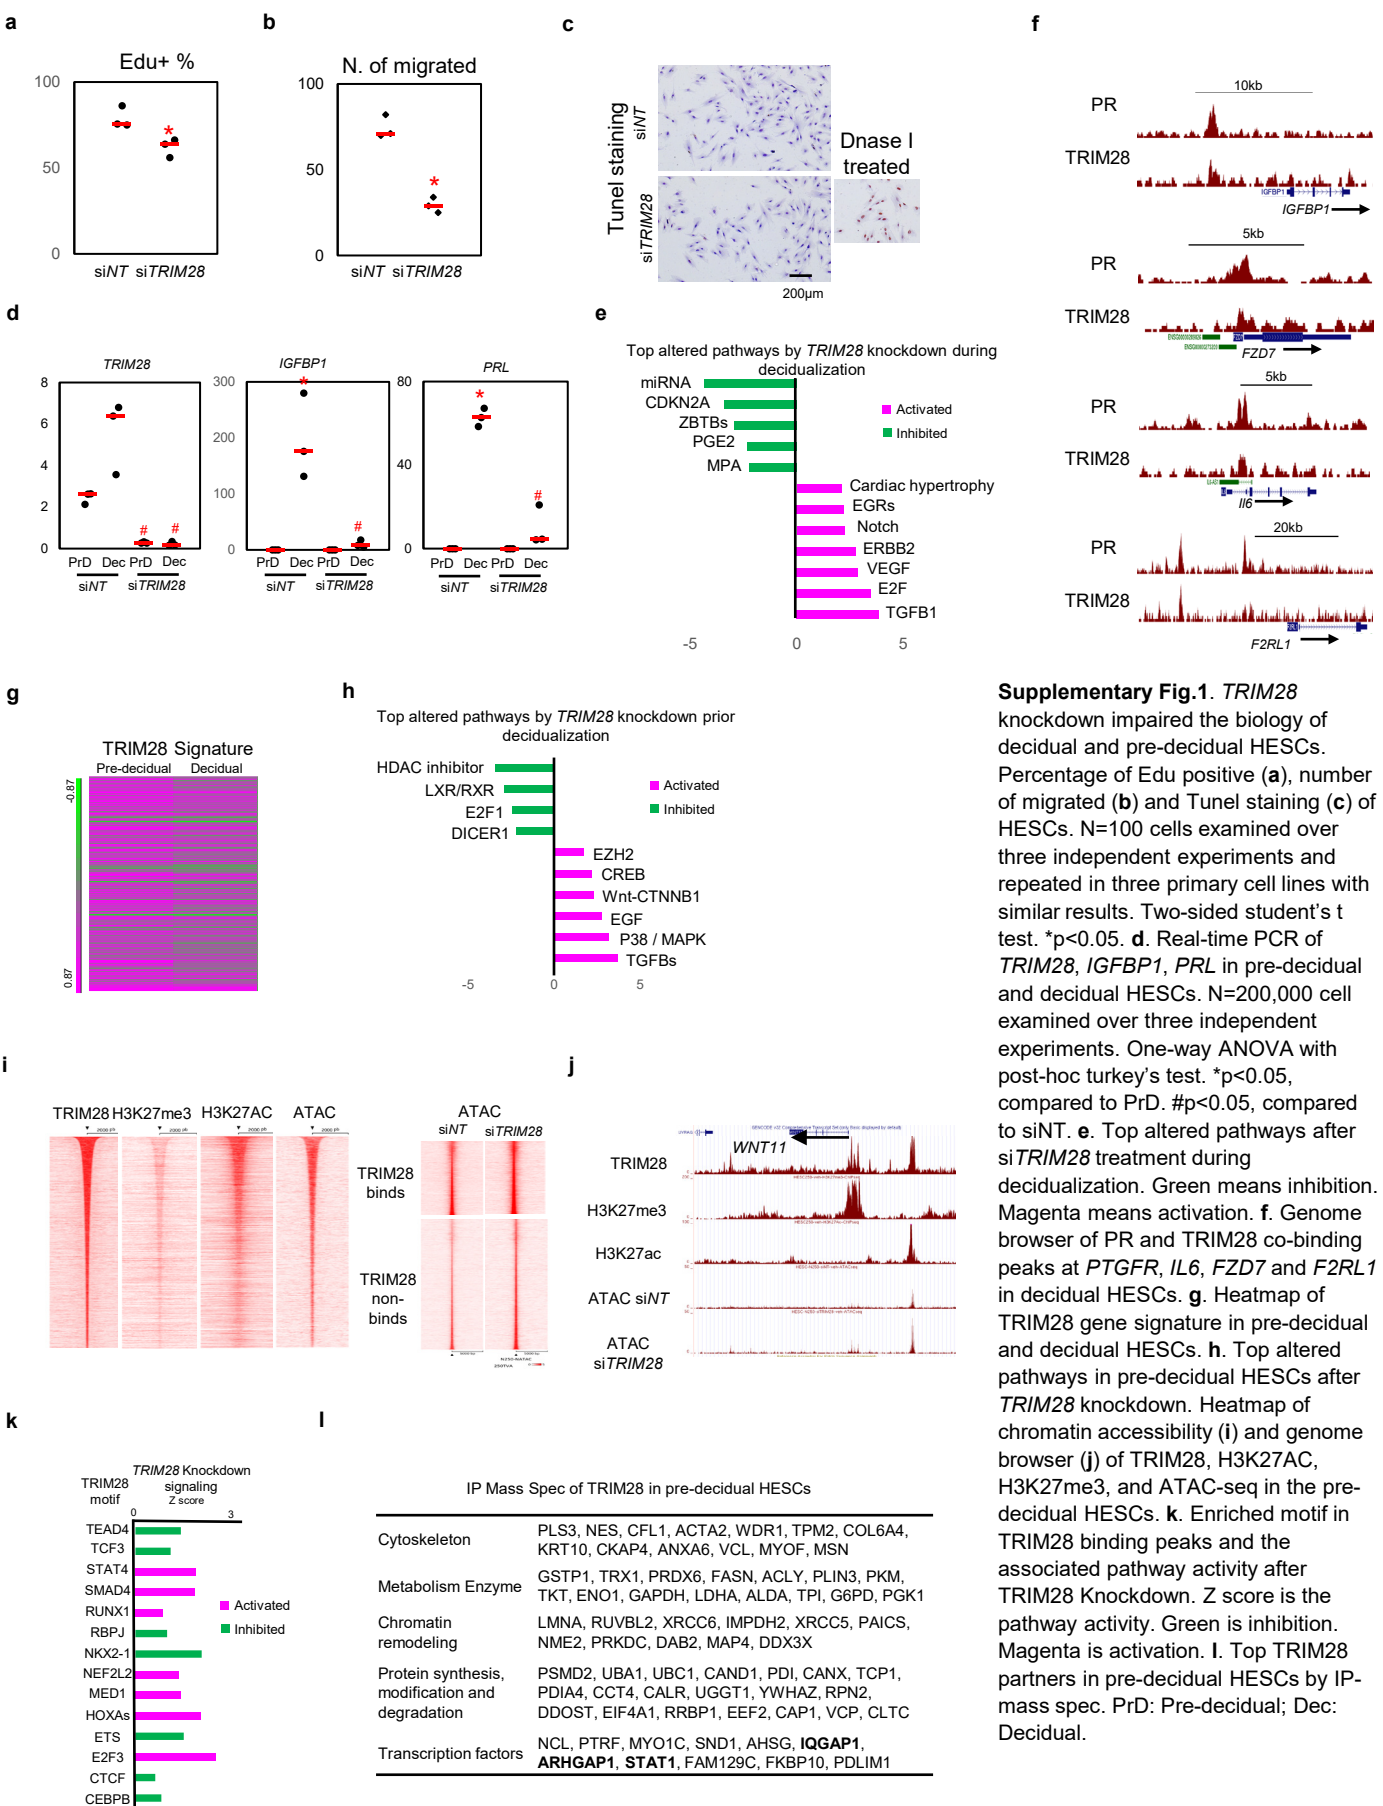 a
Edu+ %
100
50
0
siNT siTRIM28
*
b
N. of migrated
100
50
0
siNT siTRIM28
*
c
Tunel staining
siNT
siTRIM28
Dnase I
treated
200µm
d
TRIM28
8
6
4
2
0
# #
PrD Dec PrD Dec
siNT siTRIM28
IGFBP1
300
200
100
0
*
#
PrD Dec PrD Dec
siNT siTRIM28
PRL
80
40
0
*
#
PrD Dec PrD Dec
siNT siTRIM28
e
Top altered pathways by TRIM28 knockdown during
decidualization
miRNA
CDKN2A
ZBTBs
PGE2
MPA
Activated
Inhibited
Cardiac hypertrophy
EGRs
Notch
ERBB2
VEGF
E2F
TGFB1
-5 0 5
f
10kb
PR
TRIM28
IGFBP1
IGFBP1
5kb
PR
TRIM28
FZD7
5kb
PR
TRIM28
Il6
20kb
PR
TRIM28
F2RL1
g
TRIM28 Signature
Pre-decidual Decidual
-0.87
0.87
h
Top altered pathways by TRIM28 knockdown prior
decidualization
HDAC inhibitor
LXR/RXR
E2F1
DICER1
Activated
Inhibited
EZH2
CREB
Wnt-CTNNB1
EGF
P38 / MAPK
TGFBs
-5 0 5
i
TRIM28 H3K27me3 H3K27AC ATAC
ATAC
siNT siTRIM28
TRIM28
binds
TRIM28
non-
binds
j
WNT11
TRIM28
H3K27me3
H3K27ac
ATAC siNT
ATAC
siTRIM28
k
TRIM28
motif
TRIM28 Knockdown
signaling
Z score
0 3
TEAD4
TCF3
STAT4
SMAD4
RUNX1
RBPJ
NKX2-1
NEF2L2
MED1
HOXAs
ETS
E2F3
CTCF
CEBPB
Activated
Inhibited
l
IP Mass Spec of TRIM28 in pre-decidual HESCs
Cytoskeleton
PLS3, NES, CFL1, ACTA2, WDR1, TPM2, COL6A4,
KRT10, CKAP4, ANXA6, VCL, MYOF, MSN
Metabolism Enzyme
GSTP1, TRX1, PRDX6, FASN, ACLY, PLIN3, PKM,
TKT, ENO1, GAPDH, LDHA, ALDA, TPI, G6PD, PGK1
Chromatin
remodeling
LMNA, RUVBL2, XRCC6, IMPDH2, XRCC5, PAICS,
NME2, PRKDC, DAB2, MAP4, DDX3X
Protein synthesis,
modification and
degradation
PSMD2, UBA1, UBC1, CAND1, PDI, CANX, TCP1,
PDIA4, CCT4, CALR, UGGT1, YWHAZ, RPN2,
DDOST, EIF4A1, RRBP1, EEF2, CAP1, VCP, CLTC
Transcription factors
NCL, PTRF, MYO1C, SND1, AHSG, IQGAP1,
ARHGAP1, STAT1, FAM129C, FKBP10, PDLIM1
Supplementary Fig.1. TRIM28
knockdown impaired the biology of
decidual and pre-decidual HESCs.
Percentage of Edu positive (a), number
of migrated (b) and Tunel staining (c) of
HESCs. N=100 cells examined over
three independent experiments and
repeated in three primary cell lines with
similar results. Two-sided student's t
test. *p<0.05. d. Real-time PCR of
TRIM28, IGFBP1, PRL in pre-decidual
and decidual HESCs. N=200,000 cell
examined over three independent
experiments. One-way ANOVA with
post-hoc turkey's test. *p<0.05,
compared to PrD. #p<0.05, compared
to siNT. e. Top altered pathways after
siTRIM28 treatment during
decidualization. Green means inhibition.
Magenta means activation. f. Genome
browser of PR and TRIM28 co-binding
peaks at PTGFR, IL6, FZD7 and F2RL1
in decidual HESCs. g. Heatmap of
TRIM28 gene signature in pre-decidual
and decidual HESCs. h. Top altered
pathways in pre-decidual HESCs after
TRIM28 knockdown. Heatmap of
chromatin accessibility (i) and genome
browser (j) of TRIM28, H3K27AC,
H3K27me3, and ATAC-seq in the pre-
decidual HESCs. k. Enriched motif in
TRIM28 binding peaks and the
associated pathway activity after
TRIM28 Knockdown. Z score is the
pathway activity. Green is inhibition.
Magenta is activation. l. Top TRIM28
partners in pre-decidual HESCs by IP-
mass spec. PrD: Pre-decidual; Dec:
Decidual.